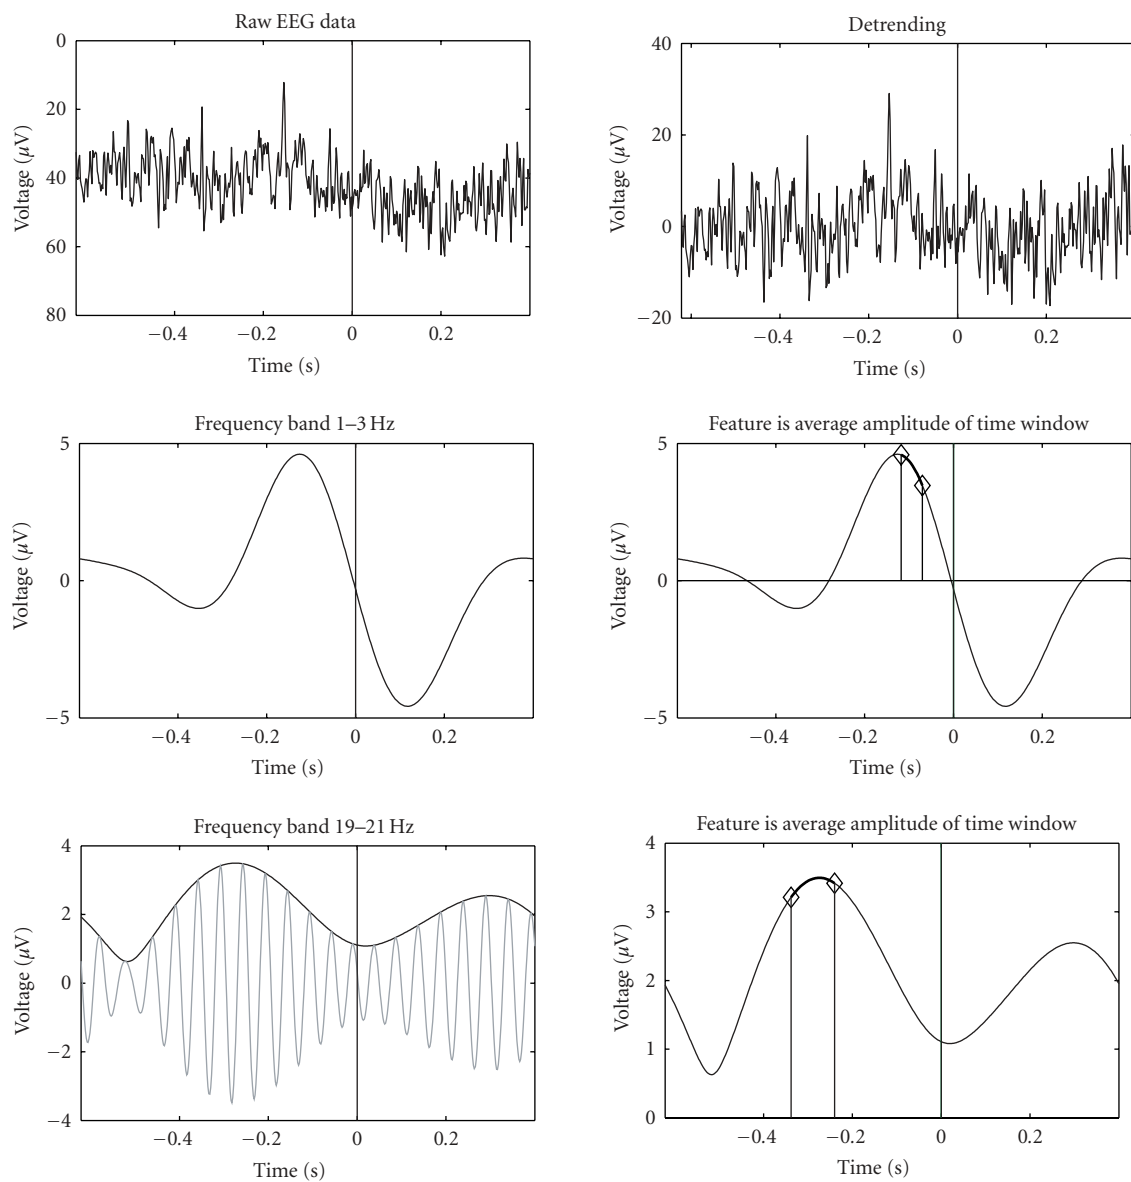 Raw EEG data
0
20
40
60
80
Voltage (μV)
−0.4 −0.2 0 0.2
Time (s)
Detrending
40
20
0
−20
Voltage (μV)
−0.2 −0.4 −0.2 0 0.2
Time (s)
Frequency band 1–3 Hz
5
0
−5
Voltage (μV)
−0.4 −0.2 0 0.2
Time (s)
Feature is average amplitude of time window
5
0
−5
Voltage (μV)
−0.4 −0.2 0 0.2
Time (s)
Frequency band 19–21 Hz
4
2
0
−2
−4
Voltage (μV)
−0.4 −0.2 0 0.2
Time (s)
Feature is average amplitude of time window
4
3
2
1
0
Voltage (μV)
−0.4 −0.2 0 0.2
Time (s)